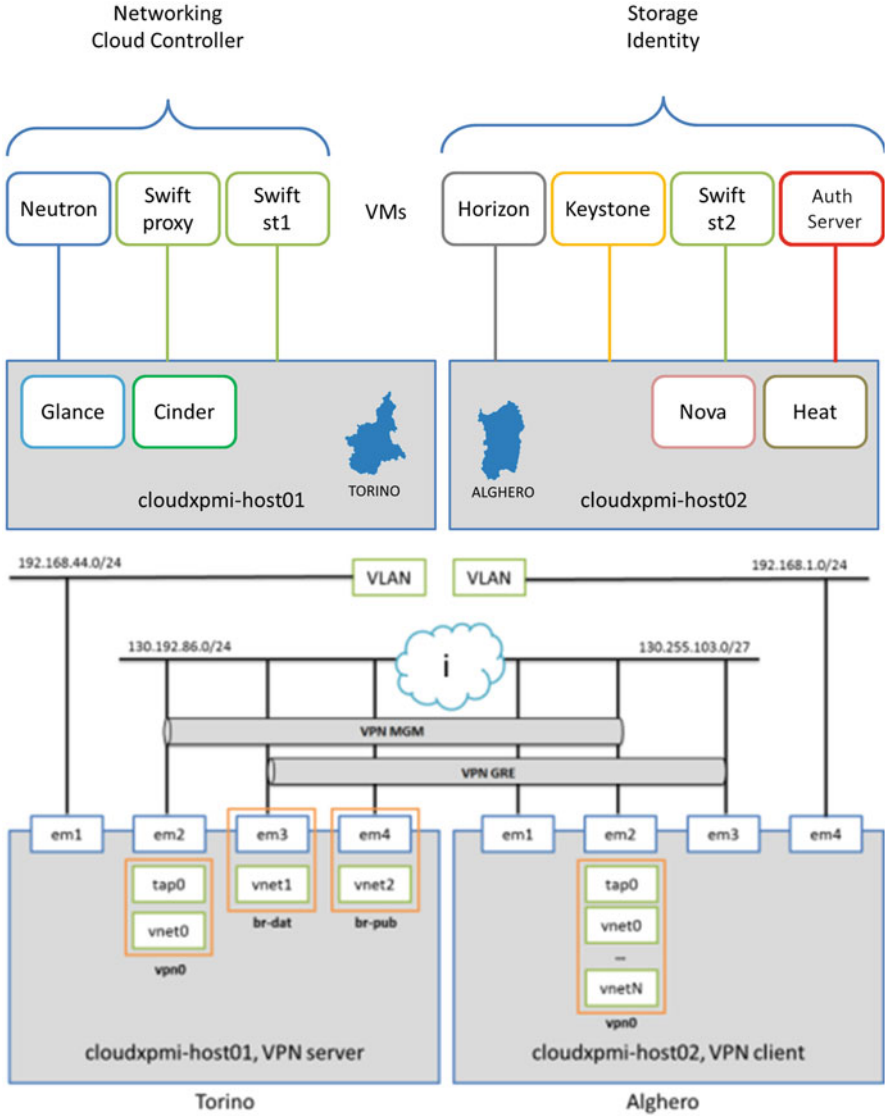 Networking
Cloud Controller
Storage
Identity
Neutron
Swift
proxy
Swift
st1
VMs
Horizon
Keystone
Swift
st2
Auth
Server
Glance
Cinder
TORINO
ALGHERO
Nova
Heat
cloudxpmi-host01
cloudxpmi-host02
192.168.44.0/24
VLAN
VLAN
192.168.1.0/24
130.192.86.0/24
i
130.255.103.0/27
VPN MGM
VPN GRE
em1
em2
em3
em4
em1
em2
em3
em4
tap0
vnet1
vnet2
tap0
vnet0
br-dat
br-pub
vnet0
vpn0
...
vnetN
vpn0
cloudxpmi-host01, VPN server
cloudxpmi-host02, VPN client
Torino
Alghero